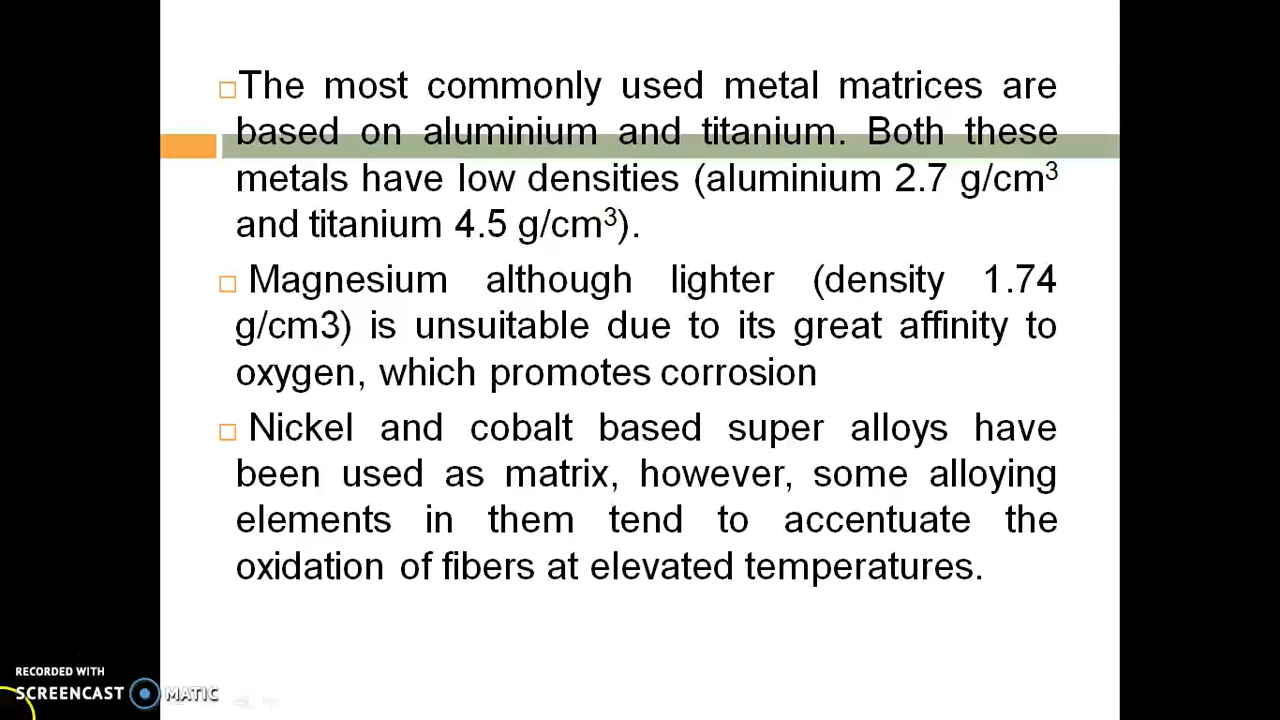 The most commonly used metal matrices are
based on aluminium and titanium. Both these
metals have low densities (aluminium 2.7 g/cm³
and titanium 4.5 g/cm³).
Magnesium although lighter (density 1.74
g/cm3) is unsuitable due to its great affinity to
oxygen, which promotes corrosion
Nickel and cobalt based super alloys have
been used as matrix, however, some alloying
elements in them tend to accentuate the
oxidation of fibers at elevated temperatures.
RECORDED WITH
SCREENCAST MATIC